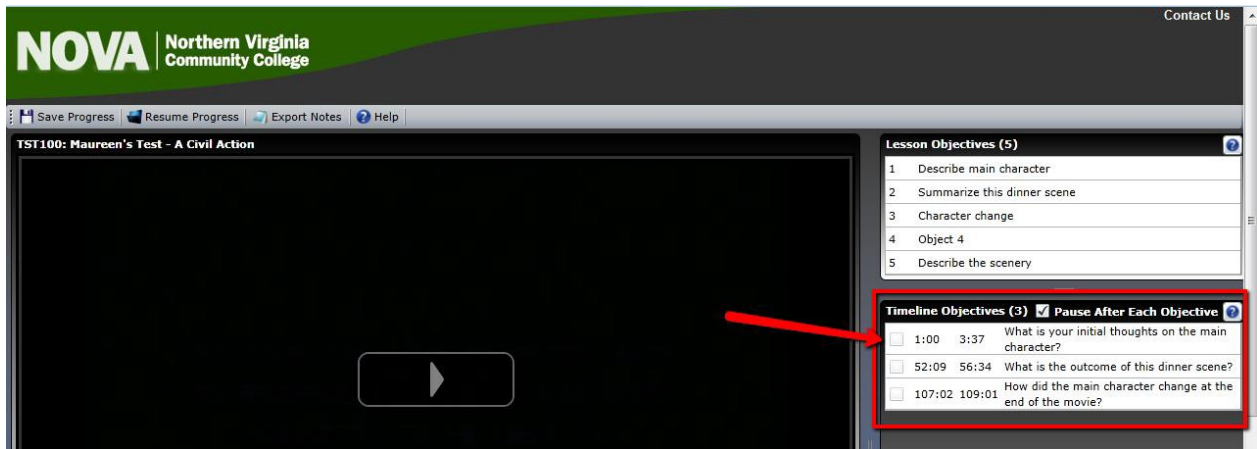 Contact Us
NOVA Northern Virginia
Community College
Save Progress Resume Progress Export Notes Help
TST100: Maureen's Test - A Civil Action
Lesson Objectives (5)
1 Describe main character
2 Summarize this dinner scene
3 Character change
4 Object 4
5 Describe the scenery
Timeline Objectives (3) Pause After Each Objective
1:00 3:37 What is your initial thoughts on the main
character?
52:09 56:34 What is the outcome of this dinner scene?
107:02 109:01 How did the main character change at the
end of the movie?